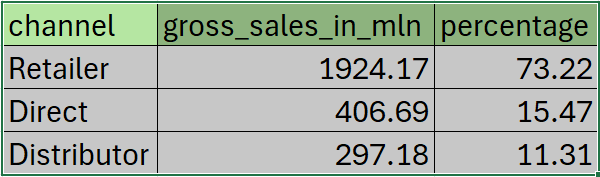 channel gross_sales_in_mln percentage
Retailer 1924.17 73.22
Direct 406.69 15.47
Distributor 297.18 11.31